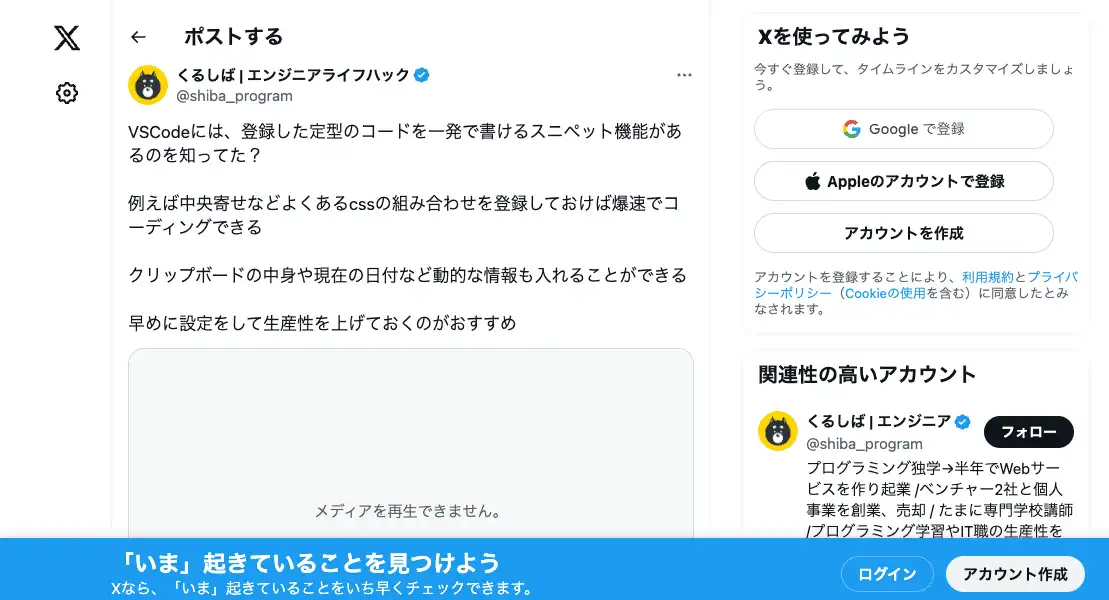 ポストする
くるしば | エンジニアライフハック
@shiba_program
VSCodeには、登録した定型のコードを一発で書けるスニペット機能があ
るのを知ってた？
例えば中央寄せなどよくあるcssの組み合わせを登録しておけば爆速でコ
ーディングできる
クリップボードの中身や現在の日付など動的な情報も入れることができる
早めに設定をして生産性を上げておくのがおすすめ
メディアを再生できません。
Xを使ってみよう
今すぐ登録して、タイムラインをカスタマイズしましょ
う。
Google で登録
Appleのアカウントで登録
アカウントを作成
アカウントを登録することにより、利用規約とプライバ
シーポリシー（Cookieの使用を含む）に同意したとみ
なされます。
関連性の高いアカウント
くるしば | エンジニア
@shiba_program
フォロー
プログラミング独学→半年でWebサー
ビスを作り起業 /ベンチャー2社と個人
事業を創業、売却 / たまに専門学校講師
/プログラミング学習やIT職の生産性を
「いま」起きていることを見つけよう
Xなら、「いま」起きていることをいち早くチェックできます。
ログイン
アカウント作成